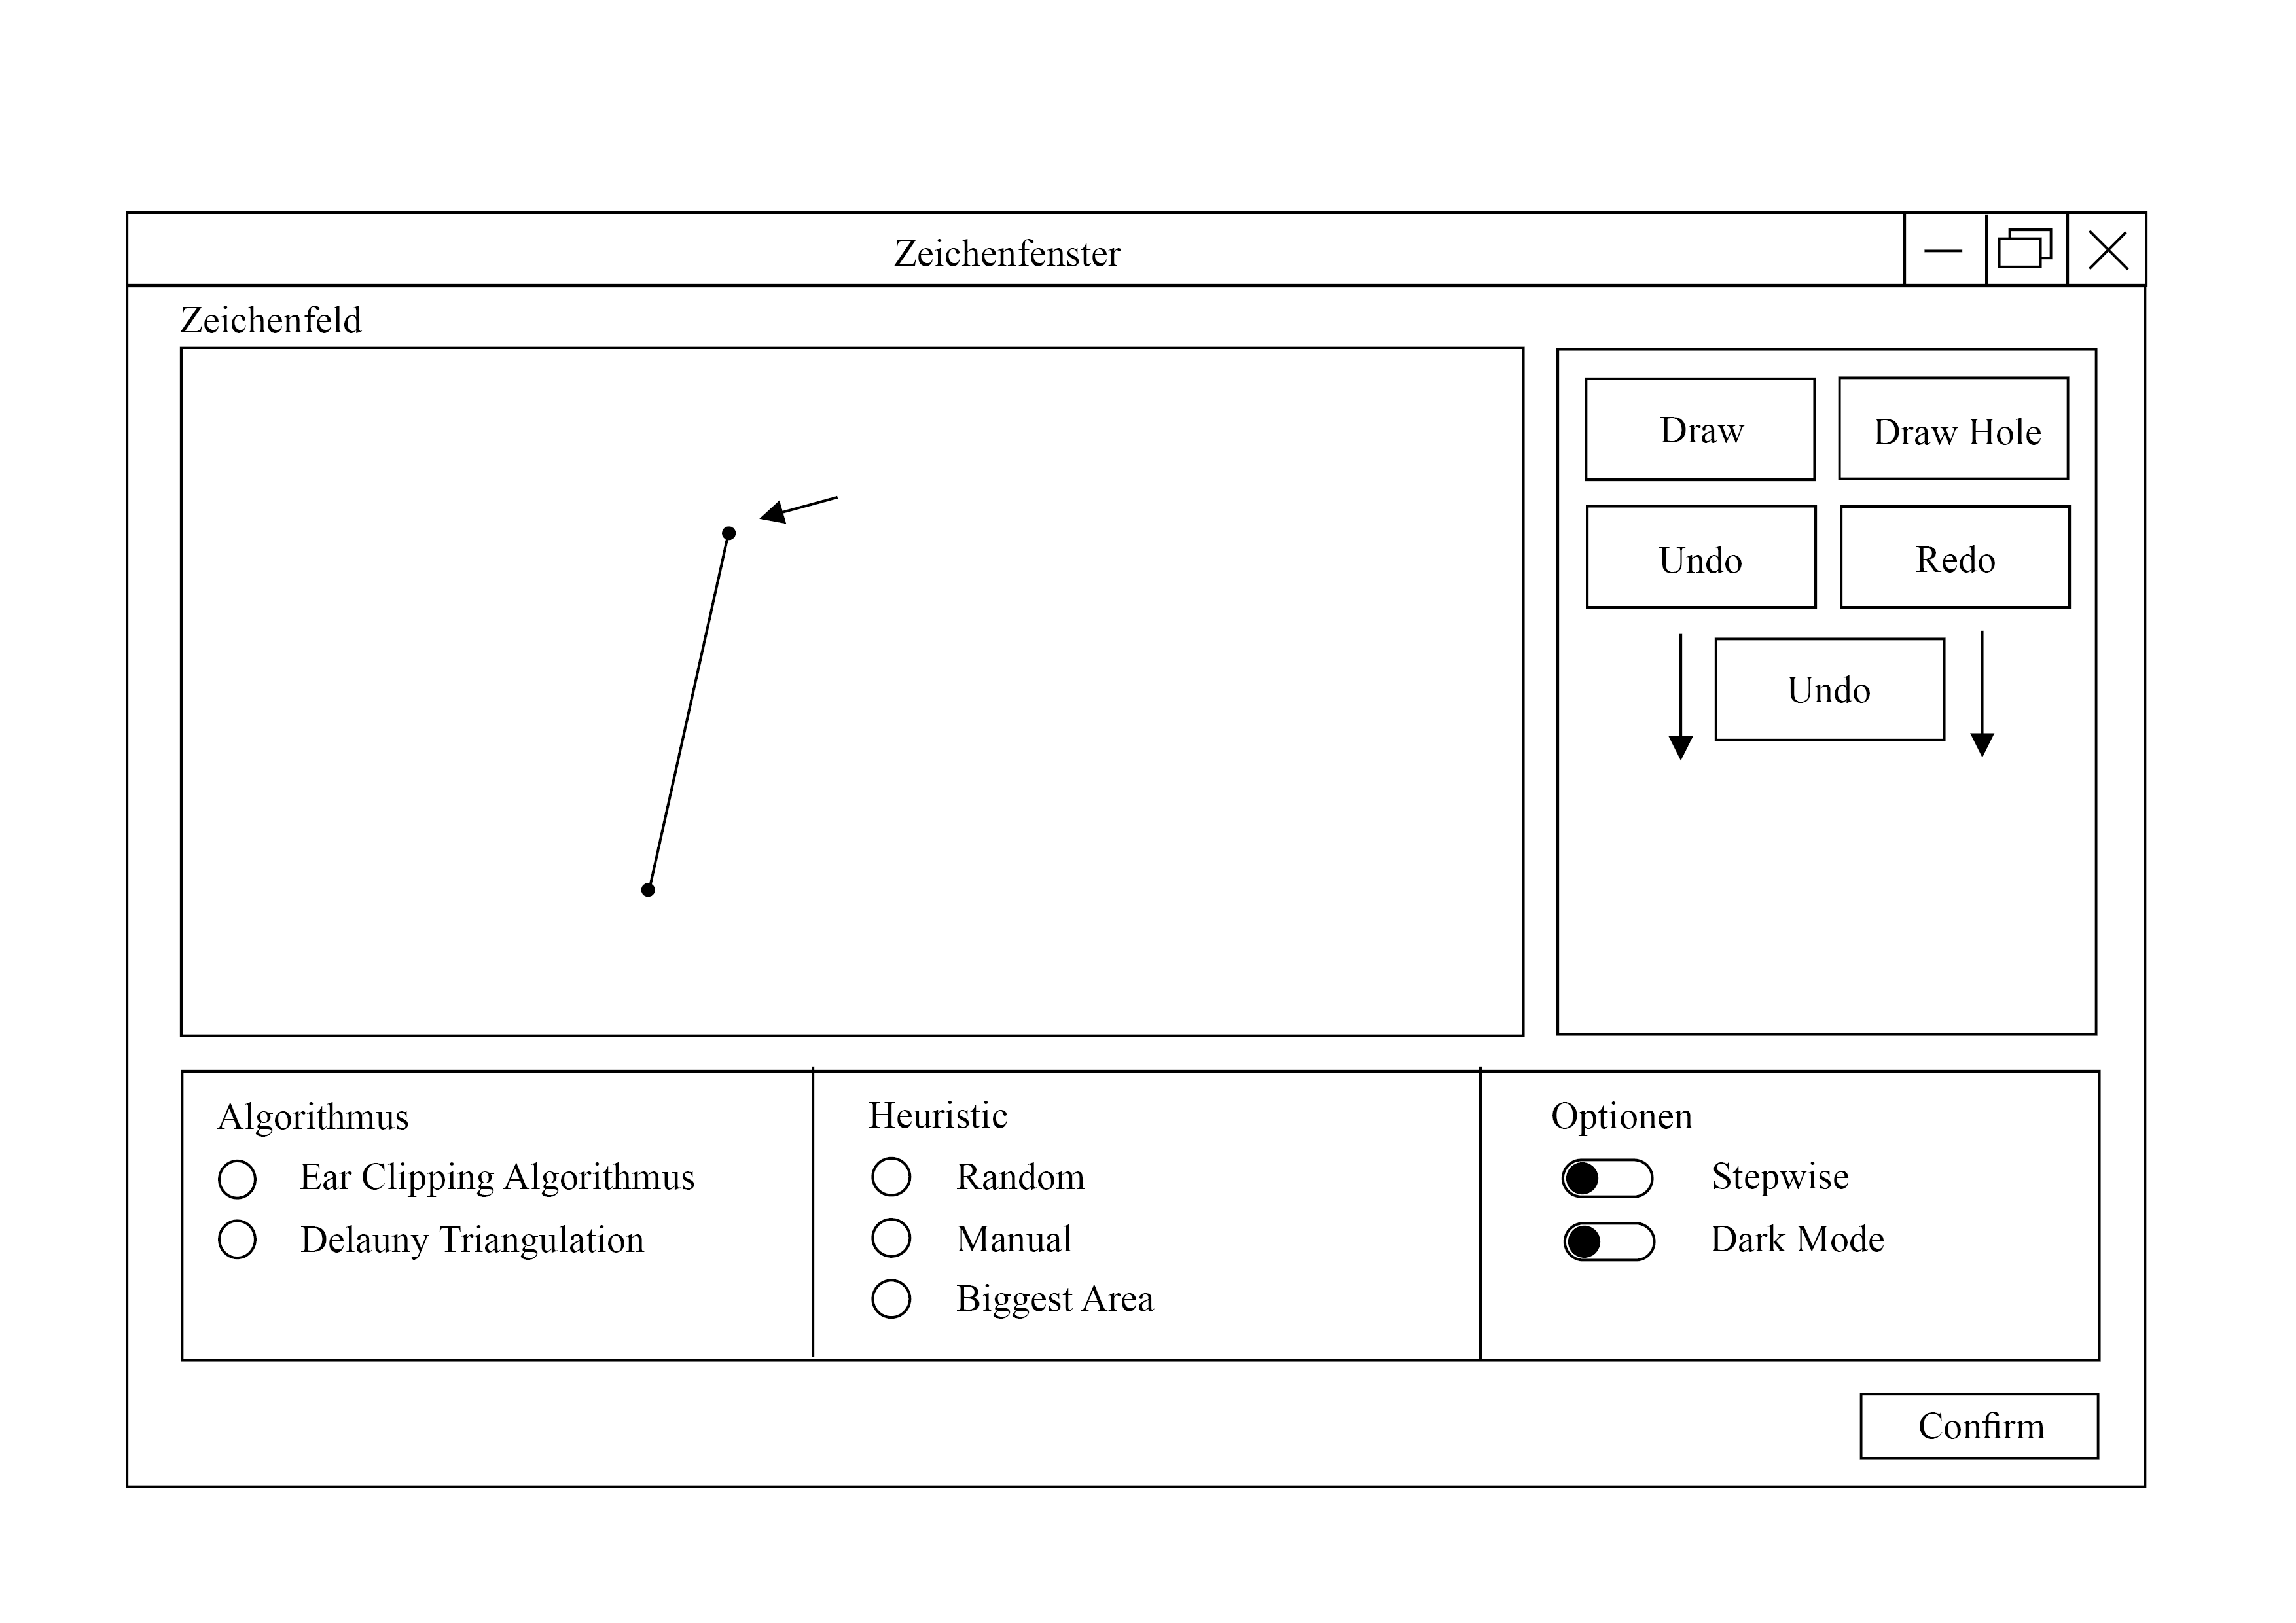 Zeichenfenster
Zeichenfeld
Draw
Draw Hole
Undo
Redo
Undo
Algorithmus
Ear Clipping Algorithmus
Delauny Triangulation
Heuristic
Random
Manual
Biggest Area
Optionen
Stepwise
Dark Mode
Confirm